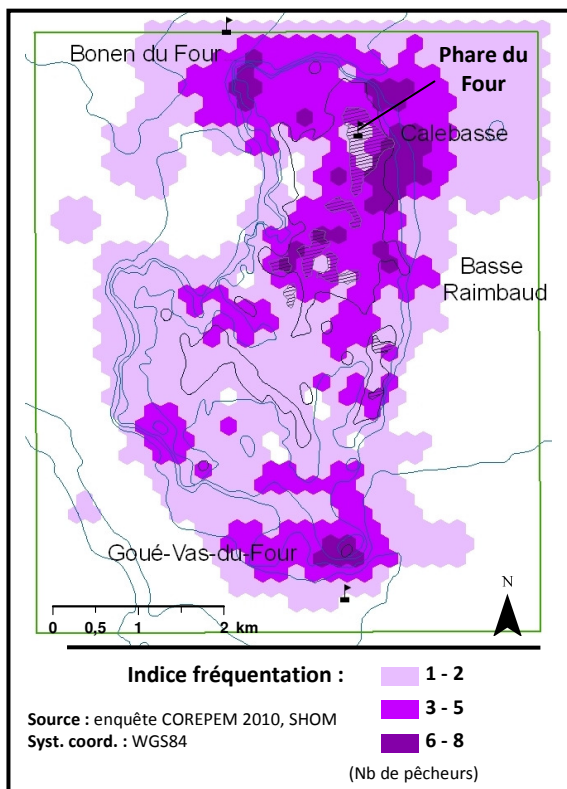 Bonen du Four
Phare du
Four
Calebasse
Basse
Raimbaud
Goué-Vas-du-Four
N
0 0,5 1 2 km
Indice fréquentation :
1 - 2
3 - 5
6 - 8
(Nb de pêcheurs)
Source : enquête COREPEM 2010, SHOM
Syst. coord. : WGS84